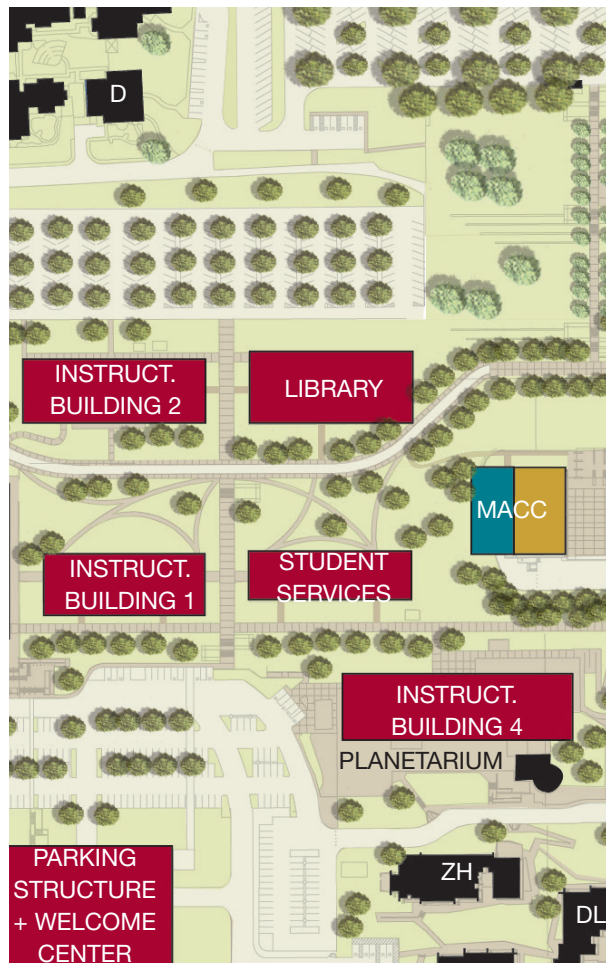 D
INSTRUCT.
BUILDING 2
LIBRARY
MACC
INSTRUCT.
BUILDING 1
STUDENT
SERVICES
INSTRUCT.
BUILDING 4
PLANETARIUM
PARKING
STRUCTURE
+ WELCOME
CENTER
ZH
DL